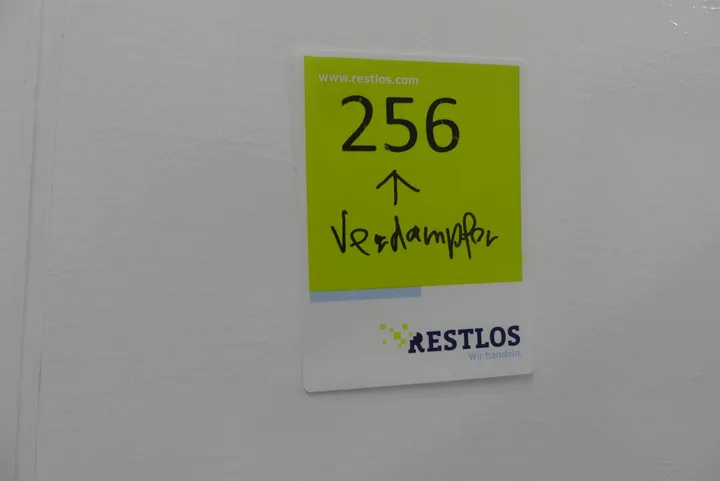 www.restlos.com
256
↑
Verdampfer
RESTLOS
Wir handeln.